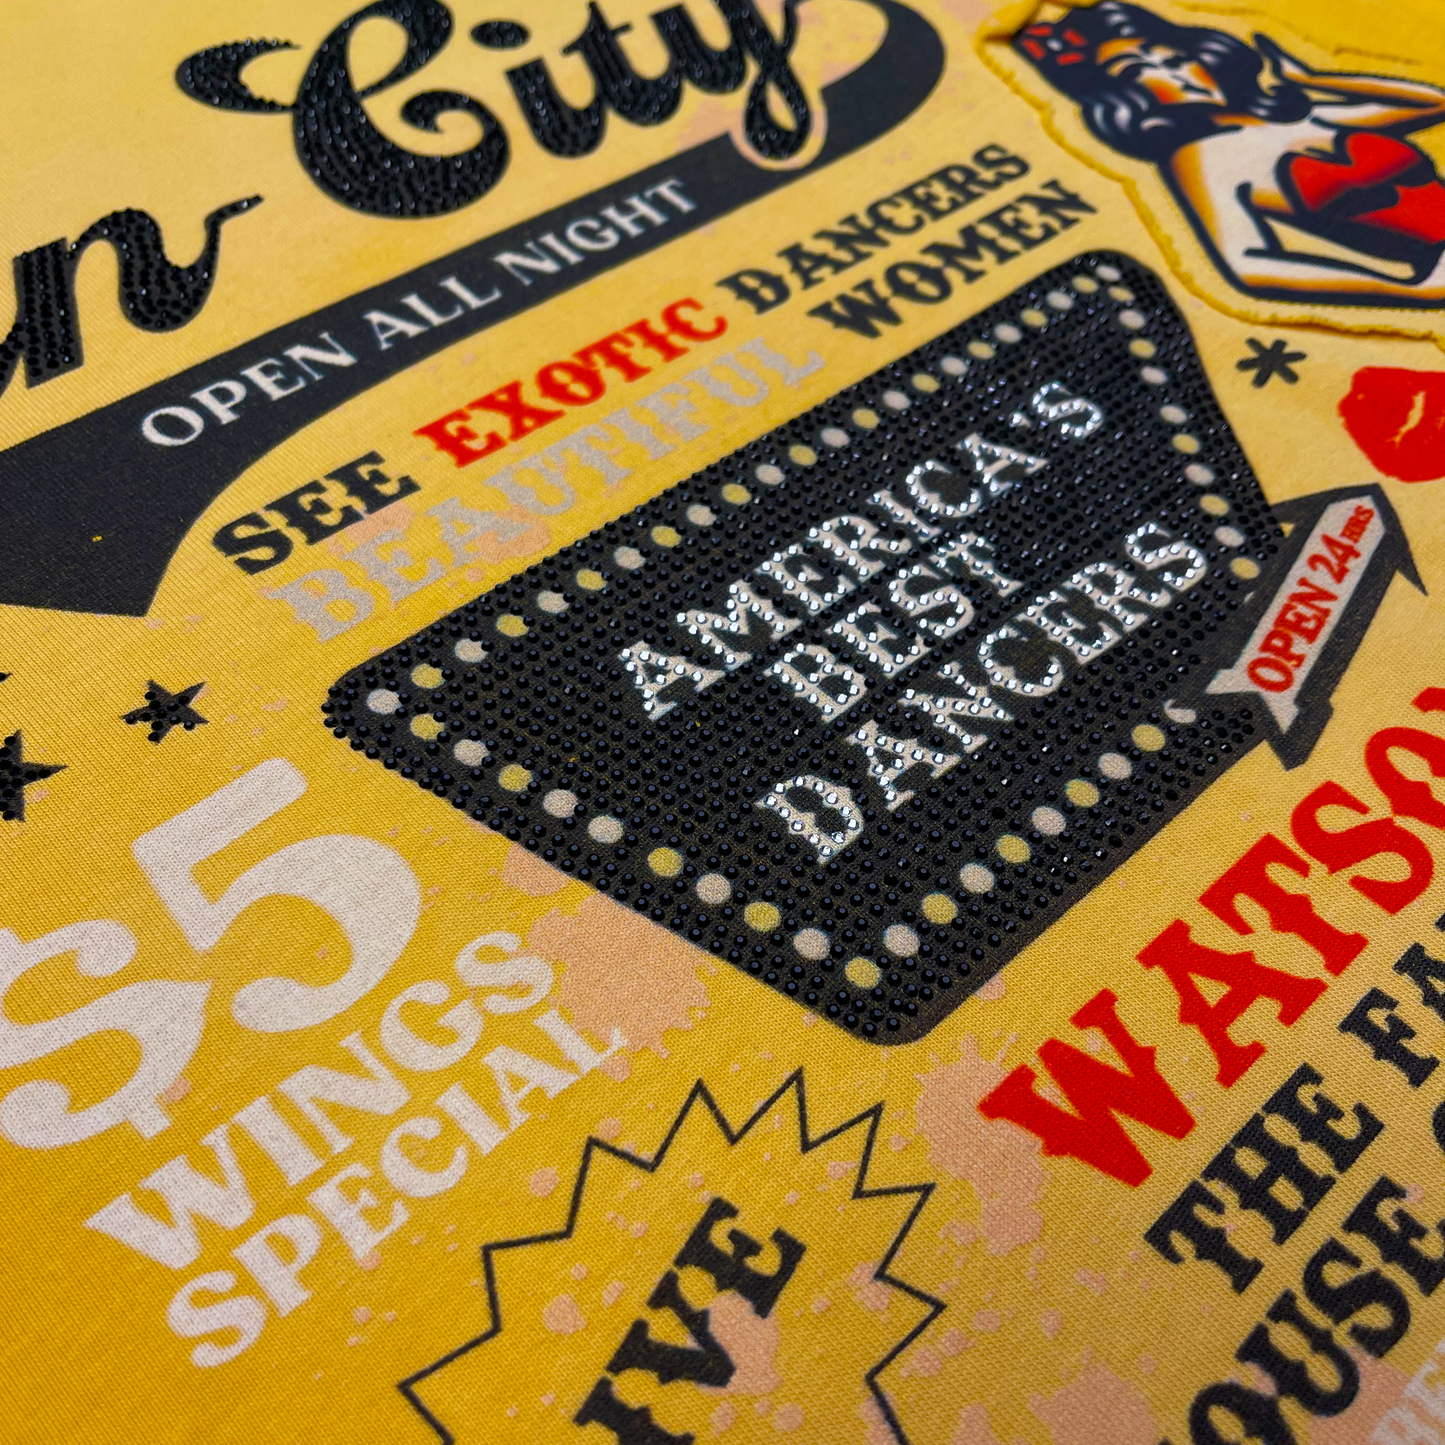 City
OPEN ALL NIGHT
SEE EXOTIC DANCERS
BEAUTIFUL WOMEN
AMERICA'S
BEST
DANCERS
OPEN 24 HRS
$5
WINGS
SPECIAL
THE